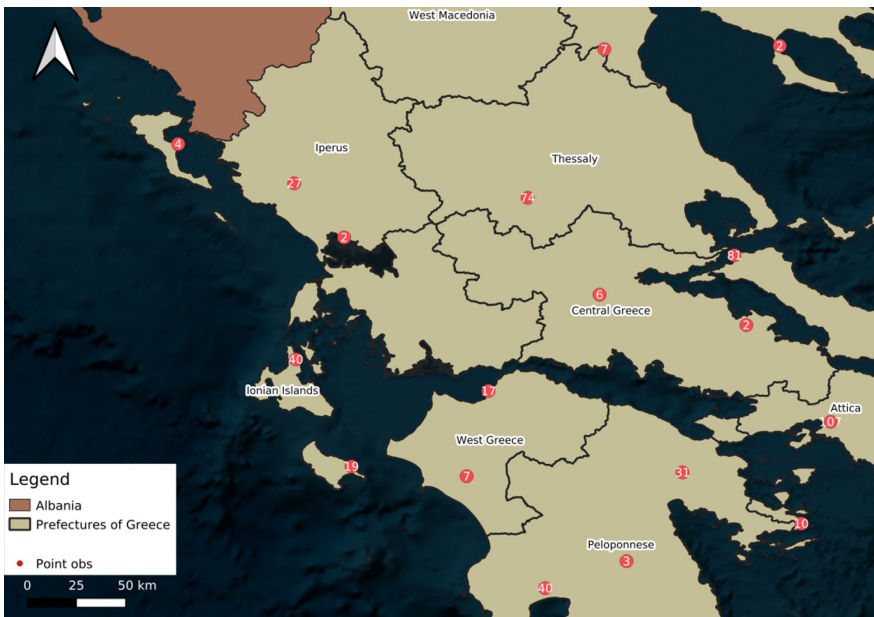 West Macedonia
7
2
4
Iperus
Thessaly
27
74
2
81
6
Central Greece
2
40
Ionian Islands
17
Attica
107
West Greece
19
7
31
10
Peloponnese
3
40
Legend
Albania
Prefectures of Greece
Point obs
0 25 50 km